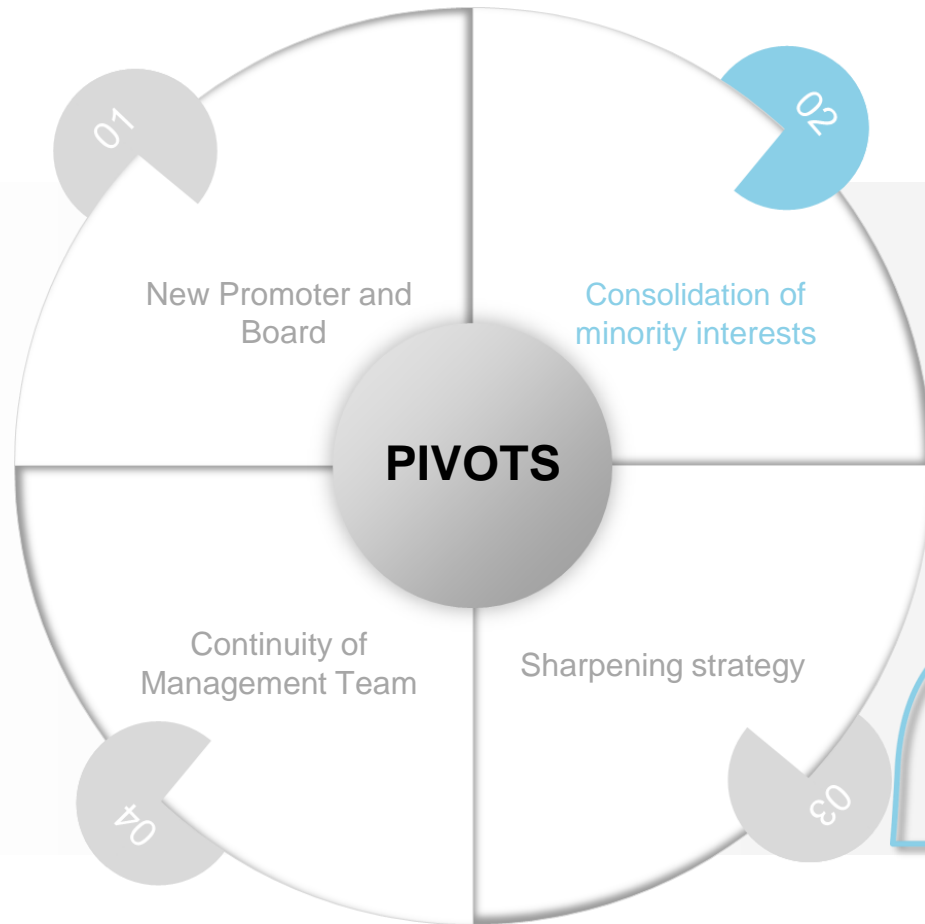 01
New Promoter and
Board
02
Consolidation of
minority interests
PIVOTS
Continuity of
Management Team
04
Sharpening strategy
03